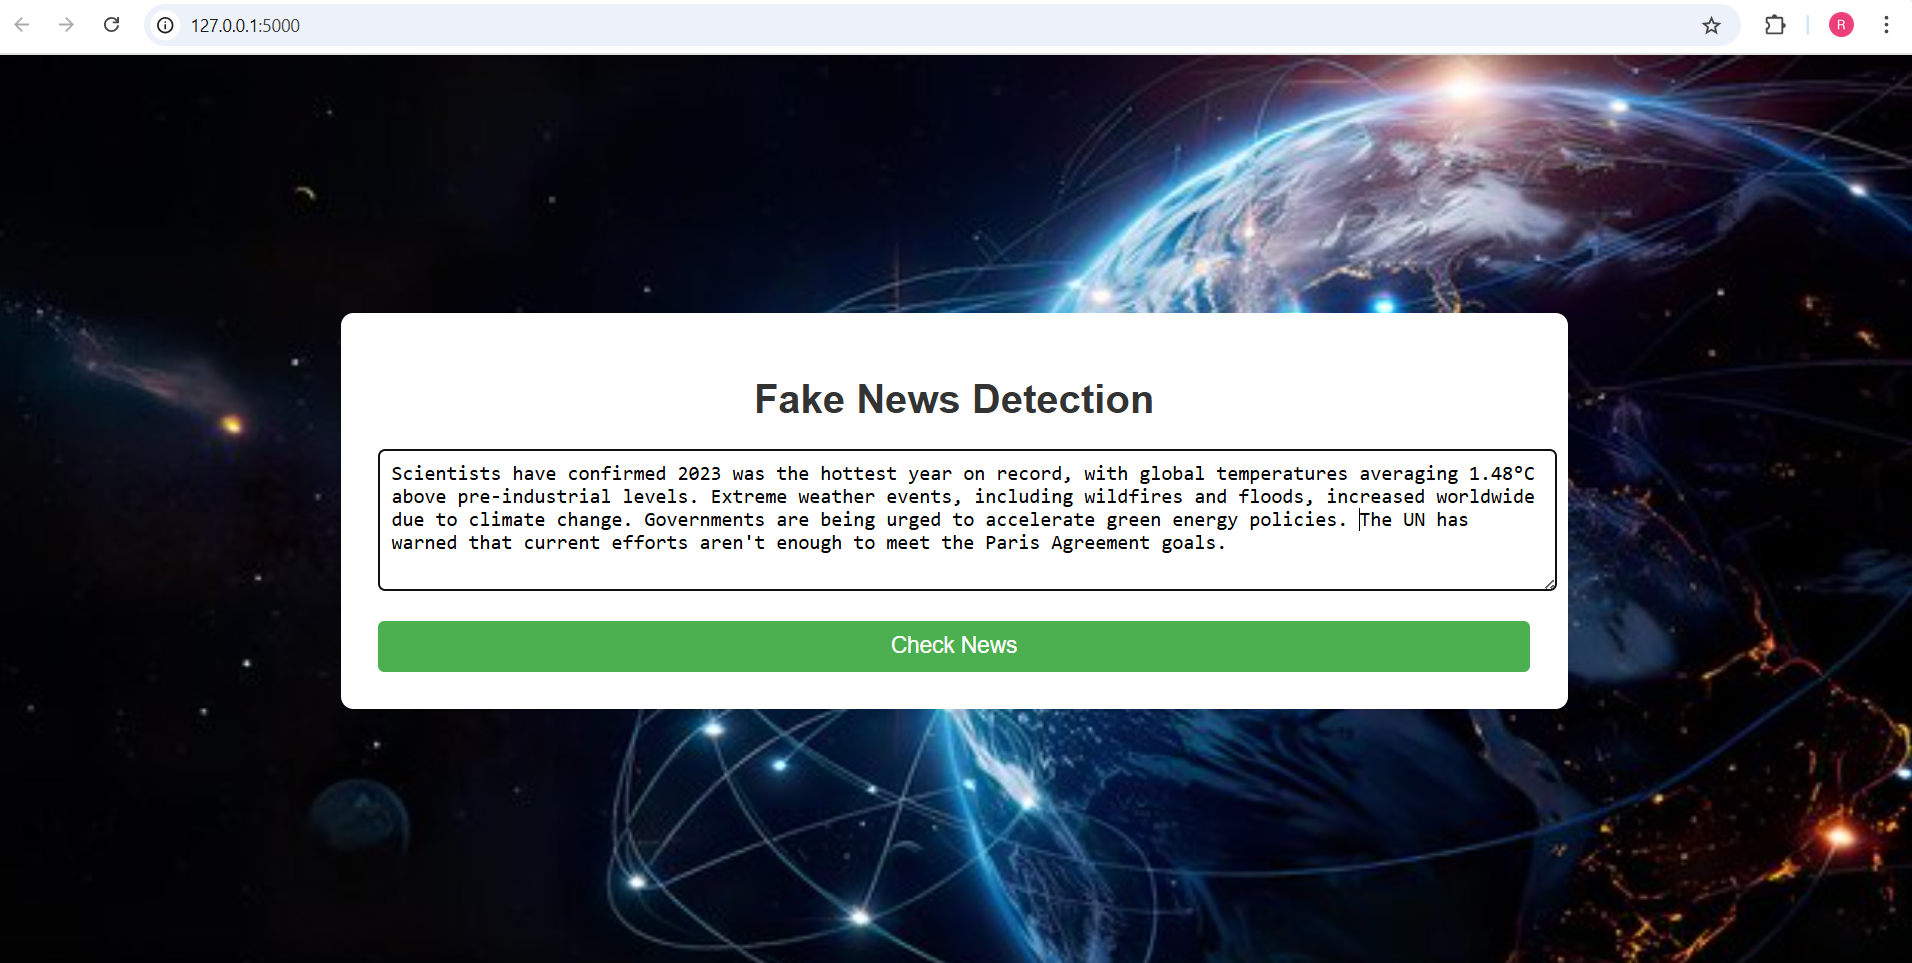 127.0.0.1:5000
R
Fake News Detection
Scientists have confirmed 2023 was the hottest year on record, with global temperatures averaging 1.48°C
above pre-industrial levels. Extreme weather events, including wildfires and floods, increased worldwide
due to climate change. Governments are being urged to accelerate green energy policies. The UN has
warned that current efforts aren't enough to meet the Paris Agreement goals.
Check News